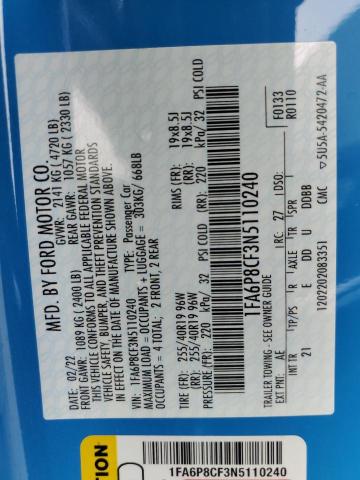 MFD. BY FORD MOTOR CO.
DATE: 02/22 GVWR: 2141 KG ( 4720 LB)
FRONT GAWR: 1089 KG ( 2400 LB) REAR GAWR: 1057 KG ( 2330 LB)
THIS VEHICLE CONFORMS TO ALL APPLICABLE FEDERAL MOTOR
VEHICLE SAFETY, BUMPER, AND THEFT PREVENTION STANDARDS
IN EFFECT ON THE DATE OF MANUFACTURE SHOWN ABOVE.
VIN: 1FA6P8CF3N5110240 TYPE: Passenger Car
MAXIMUM LOAD = OCCUPANTS + LUGGAGE = 303KG/ 668LB
OCCUPANTS = 4 TOTAL; 2 FRONT, 2 REAR
TIRE (FR): 255/40R19 96W RIMS (FR): 19x8.5J
(RR): 255/40R19 96W (RR): 19x8.5J
PRESSURE (FR): 220 kPa/ 32 PSI COLD (RR): 220 kPa/ 32 PSI COLD
1FA6P8CF3N5110240
TRAILER TOWING - SEE OWNER GUIDE
F0133
R0110
EXT PNT: AE RC: 27 DSO:
INT TR TP/PS R AXLE TR SPR
21 E DD U DDBB
1202202083351 GMC ▽5U5A-5420472-AA
1FA6P8CF3N5110240